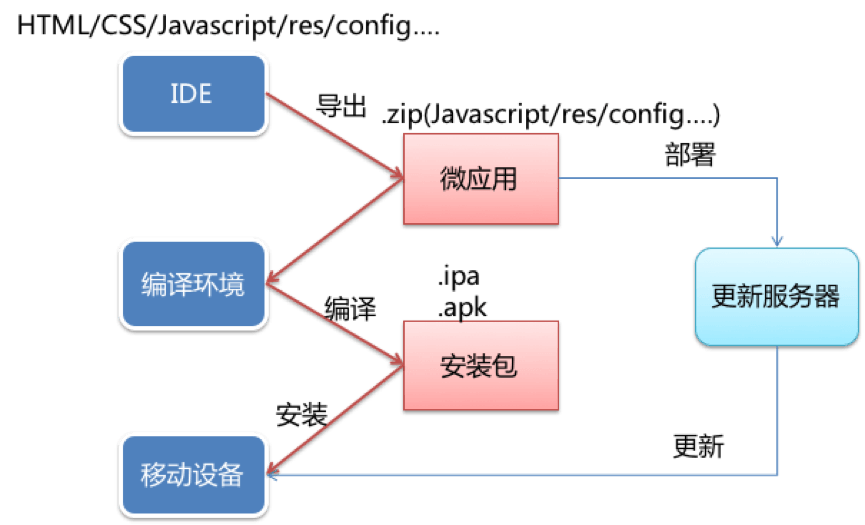 HTML/CSS/Javascript/res/config....
IDE
导出
.zip(Javascript/res/config....)
部署
微应用
编译环境
.ipa
.apk
编译
更新服务器
安装包
安装
更新
移动设备